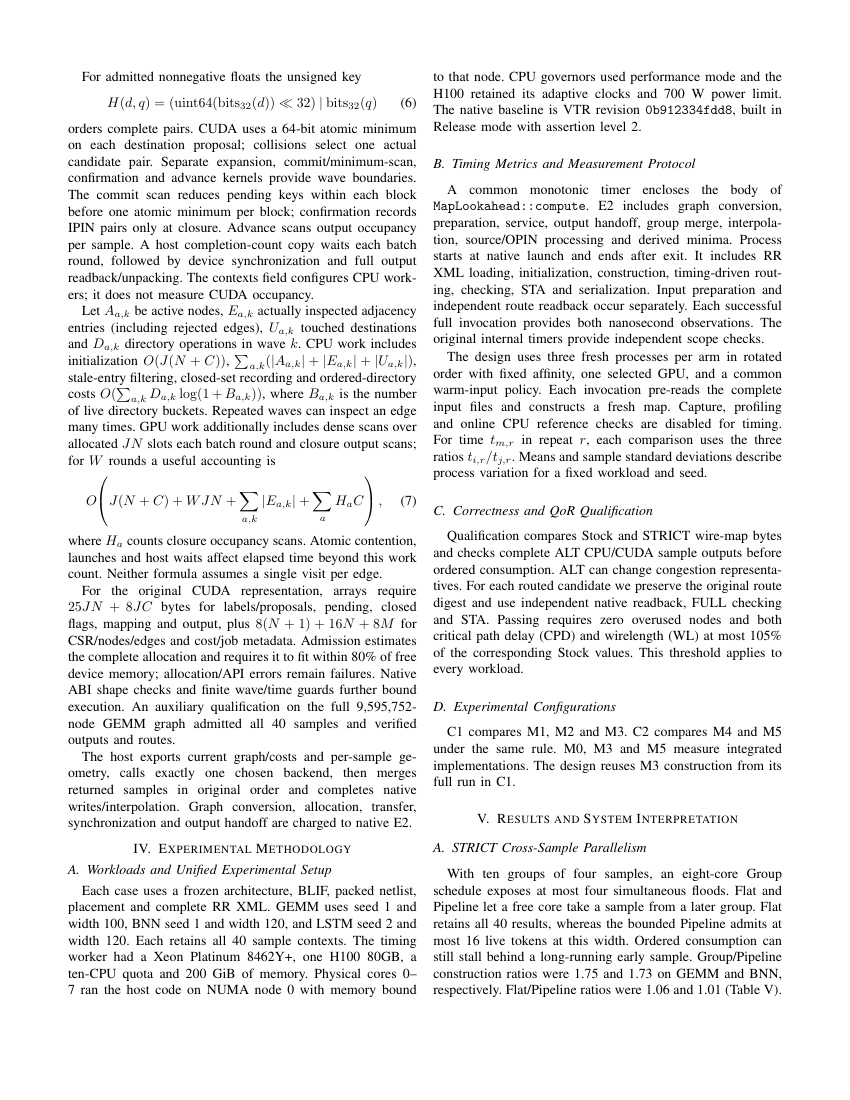 For admitted nonnegative floats the unsigned key
H(d, q) = (uint64(bits₃₂(d)) ≪ 32) | bits₃₂(q) (6)
orders complete pairs. CUDA uses a 64-bit atomic minimum
on each destination proposal; collisions select one actual
candidate pair. Separate expansion, commit/minimum-scan,
confirmation and advance kernels provide wave boundaries.
The commit scan reduces pending keys within each block
before one atomic minimum per block; confirmation records
IPIN pairs only at closure. Advance scans output occupancy
per sample. A host completion-count copy waits each batch
round, followed by device synchronization and full output
readback/unpacking. The contexts field configures CPU work-
ers; it does not measure CUDA occupancy.
Let A_{a,k} be active nodes, E_{a,k} actually inspected adjacency
entries (including rejected edges), U_{a,k} touched destinations
and D_{a,k} directory operations in wave k. CPU work includes
initialization O(J(N + C)), ∑_{a,k}(|A_{a,k}| + |E_{a,k}| + |U_{a,k}|),
stale-entry filtering, closed-set recording and ordered-directory
costs O(∑_{a,k} D_{a,k} log(1 + B_{a,k})), where B_{a,k} is the number
of live directory buckets. Repeated waves can inspect an edge
many times. GPU work additionally includes dense scans over
allocated JN slots each batch round and closure output scans;
for W rounds a useful accounting is
O(J(N + C) + WJN + ∑_{a,k} |E_{a,k}| + ∑_a H_a C), (7)
where H_a counts closure occupancy scans. Atomic contention,
launches and host waits affect elapsed time beyond this work
count. Neither formula assumes a single visit per edge.
For the original CUDA representation, arrays require
25JN + 8JC bytes for labels/proposals, pending, closed
flags, mapping and output, plus 8(N + 1) + 16N + 8M for
CSR/nodes/edges and cost/job metadata. Admission estimates
the complete allocation and requires it to fit within 80% of free
device memory; allocation/API errors remain failures. Native
ABI shape checks and finite wave/time guards further bound
execution. An auxiliary qualification on the full 9,595,752-
node GEMM graph admitted all 40 samples and verified
outputs and routes.
The host exports current graph/costs and per-sample ge-
ometry, calls exactly one chosen backend, then merges
returned samples in original order and completes native
writes/interpolation. Graph conversion, allocation, transfer,
synchronization and output handoff are charged to native E2.
IV. EXPERIMENTAL METHODOLOGY
A. Workloads and Unified Experimental Setup
Each case uses a frozen architecture, BLIF, packed netlist,
placement and complete RR XML. GEMM uses seed 1 and
width 100, BNN seed 1 and width 120, and LSTM seed 2 and
width 120. Each retains all 40 sample contexts. The timing
worker had a Xeon Platinum 8462Y+, one H100 80GB, a
ten-CPU quota and 200 GiB of memory. Physical cores 0–
7 ran the host code on NUMA node 0 with memory bound
to that node. CPU governors used performance mode and the
H100 retained its adaptive clocks and 700 W power limit.
The native baseline is VTR revision 0b912334fdd8, built in
Release mode with assertion level 2.
B. Timing Metrics and Measurement Protocol
A common monotonic timer encloses the body of
MapLookahead::compute. E2 includes graph conversion,
preparation, service, output handoff, group merge, interpola-
tion, source/OPIN processing and derived minima. Process
starts at native launch and ends after exit. It includes RR
XML loading, initialization, construction, timing-driven rout-
ing, checking, STA and serialization. Input preparation and
independent route readback occur separately. Each successful
full invocation provides both nanosecond observations. The
original internal timers provide independent scope checks.
The design uses three fresh processes per arm in rotated
order with fixed affinity, one selected GPU, and a common
warm-input policy. Each invocation pre-reads the complete
input files and constructs a fresh map. Capture, profiling
and online CPU reference checks are disabled for timing.
For time t_{m,r} in repeat r, each comparison uses the three
ratios t_{i,r}/t_{j,r}. Means and sample standard deviations describe
process variation for a fixed workload and seed.
C. Correctness and QoR Qualification
Qualification compares Stock and STRICT wire-map bytes
and checks complete ALT CPU/CUDA sample outputs before
ordered consumption. ALT can change congestion representa-
tives. For each routed candidate we preserve the original route
digest and use independent native readback, FULL checking
and STA. Passing requires zero overused nodes and both
critical path delay (CPD) and wirelength (WL) at most 105%
of the corresponding Stock values. This threshold applies to
every workload.
D. Experimental Configurations
C1 compares M1, M2 and M3. C2 compares M4 and M5
under the same rule. M0, M3 and M5 measure integrated
implementations. The design reuses M3 construction from its
full run in C1.
V. RESULTS AND SYSTEM INTERPRETATION
A. STRICT Cross-Sample Parallelism
With ten groups of four samples, an eight-core Group
schedule exposes at most four simultaneous floods. Flat and
Pipeline let a free core take a sample from a later group. Flat
retains all 40 results, whereas the bounded Pipeline admits at
most 16 live tokens at this width. Ordered consumption can
still stall behind a long-running early sample. Group/Pipeline
construction ratios were 1.75 and 1.73 on GEMM and BNN,
respectively. Flat/Pipeline ratios were 1.06 and 1.01 (Table V).